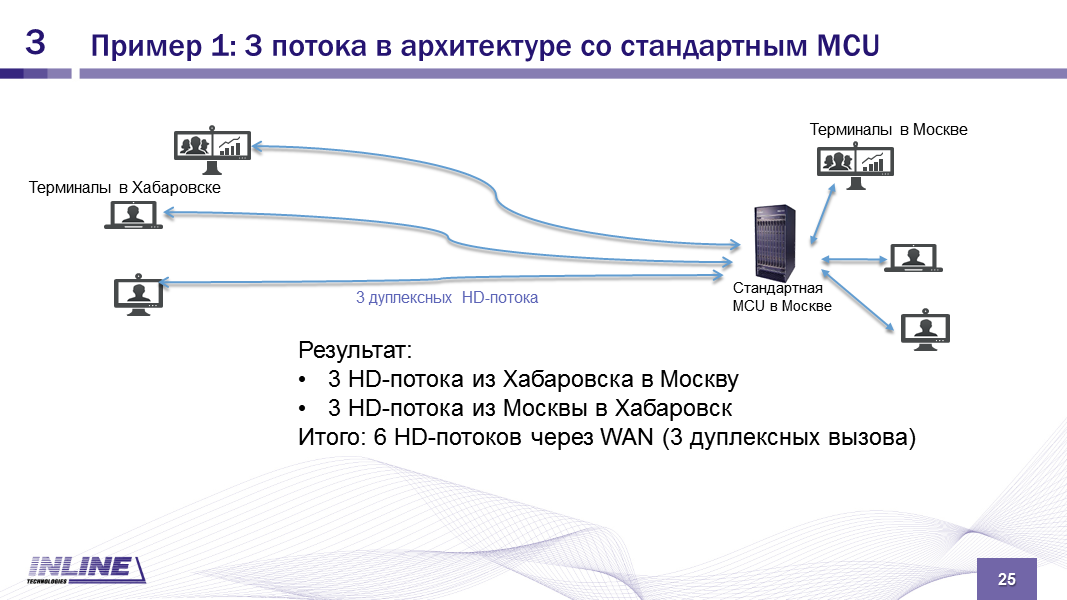 3
Пример 1: 3 потока в архитектуре со стандартным MCU
Терминалы в Москве
Терминалы в Хабаровске
Стандартная
MCU в Москве
3 дуплексных HD-потока
Результат:
• 3 HD-потока из Хабаровска в Москву
• 3 HD-потока из Москвы в Хабаровск
Итого: 6 HD-потоков через WAN (3 дуплексных вызова)
INLINE
TECHNOLOGIES
25